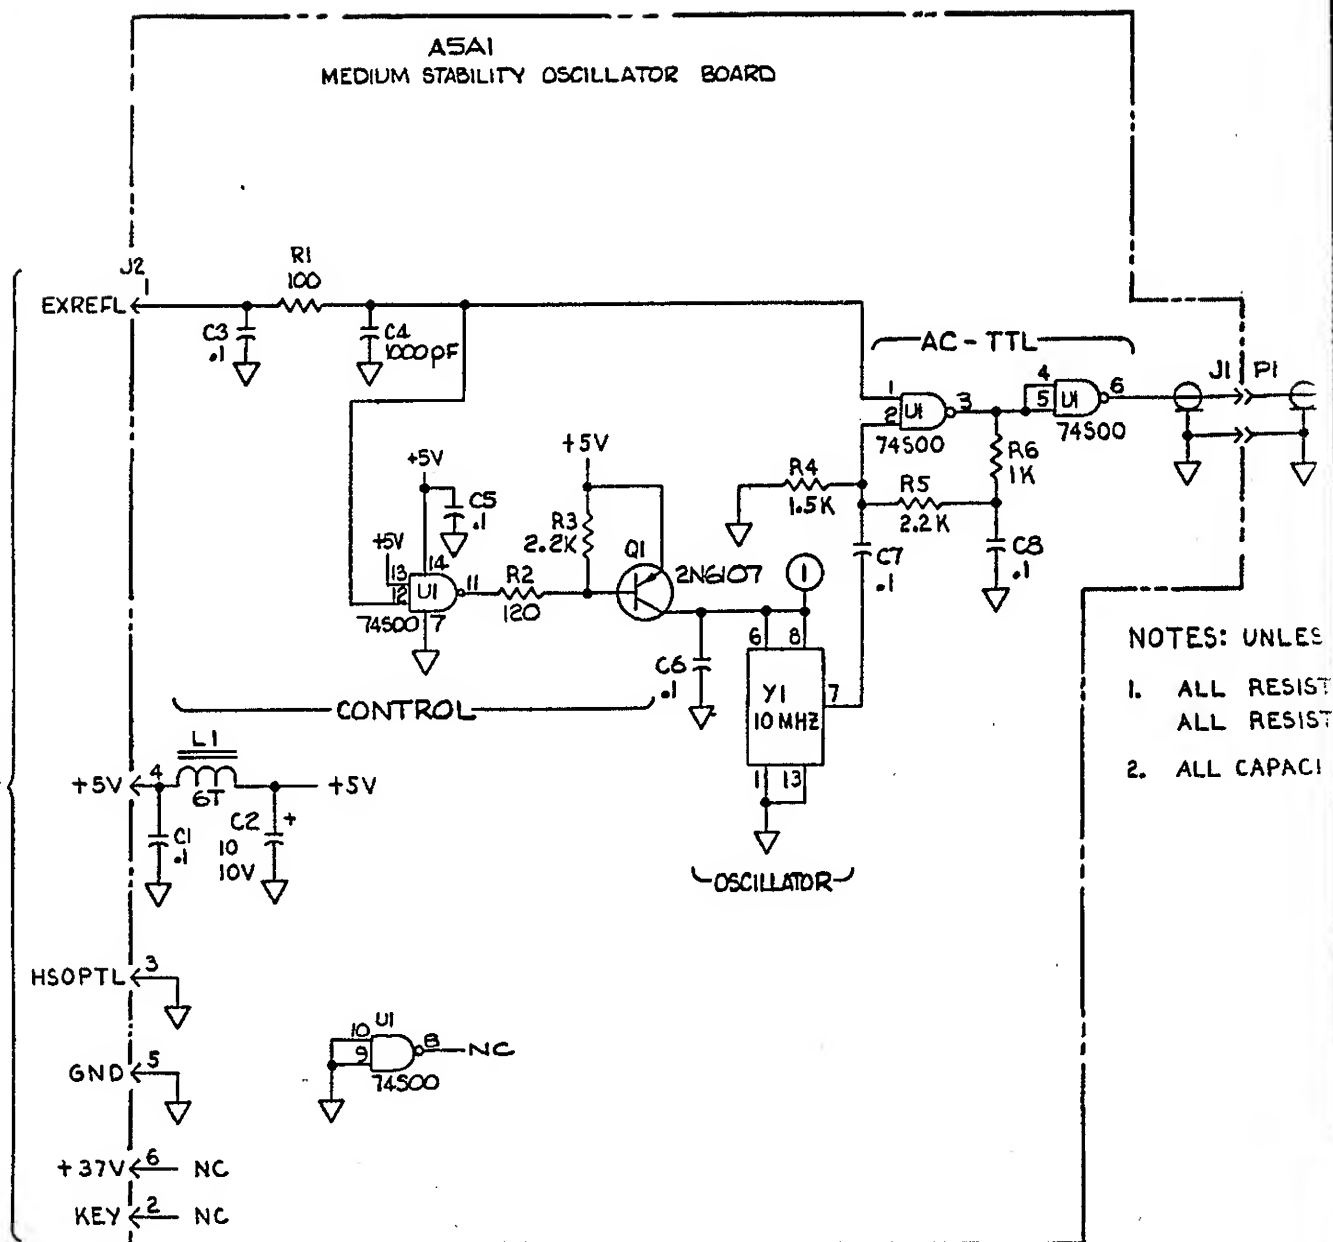 A5A1
MEDIUM STABILITY OSCILLATOR BOARD
J2
1
EXREFL
R1
100
C3
.1
C4
1000pF
AC-TTL
1
2
U1
3
74S00
4
5
U1
6
74S00
J1 P1
R6
1K
R4
1.5K
R5
2.2K
C7
.1
C8
.1
+5V
C5
.1
+5V
13
12
14
U1
11
74S00
7
R2
120
+5V
R3
2.2K
Q1
2N6107
1
C6
.1
6 8
Y1
10MHZ
7
1 13
CONTROL
OSCILLATOR
+5V
4
L1
6T
+5V
C1
.1
C2 +
10
10V
HSOPTL
3
GND
5
+37V
6
NC
KEY
2
NC
U1
10
9
8
NC
74S00
NOTES: UNLES
1. ALL RESIST
ALL RESIST
2. ALL CAPACI